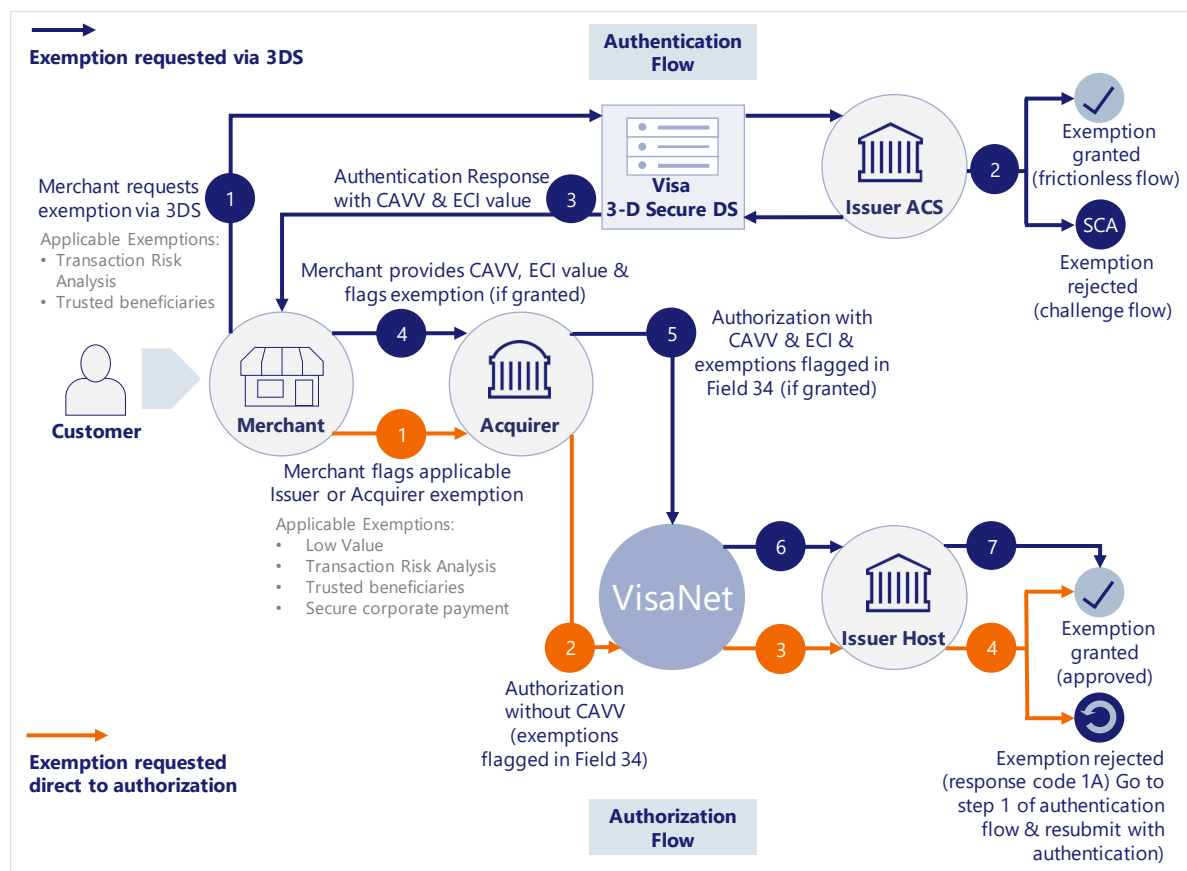 Exemption requested via 3DS
Authentication
Flow
Merchant requests
exemption via 3DS
Applicable Exemptions:
• Transaction Risk
Analysis
• Trusted beneficiaries
1
Authentication Response
with CAVV & ECI value
3
Visa
3-D Secure DS
Issuer ACS
2
Exemption
granted
(frictionless flow)
SCA
Exemption
rejected
(challenge flow)
Merchant provides CAVV, ECI value &
flags exemption (if granted)
4
5
Authorization with
CAVV & ECI &
exemptions flagged in
Field 34 (if granted)
Customer
Merchant
Acquirer
1
Merchant flags applicable
Issuer or Acquirer exemption
Applicable Exemptions:
• Low Value
• Transaction Risk Analysis
• Trusted beneficiaries
• Secure corporate payment
VisaNet
6
7
Issuer Host
2
3
4
Exemption
granted
(approved)
Authorization
without CAVV
(exemptions
flagged in Field 34)
Exemption rejected
(response code 1A) Go to
step 1 of authentication
flow & resubmit with
authentication)
Exemption requested
direct to authorization
Authorization
Flow